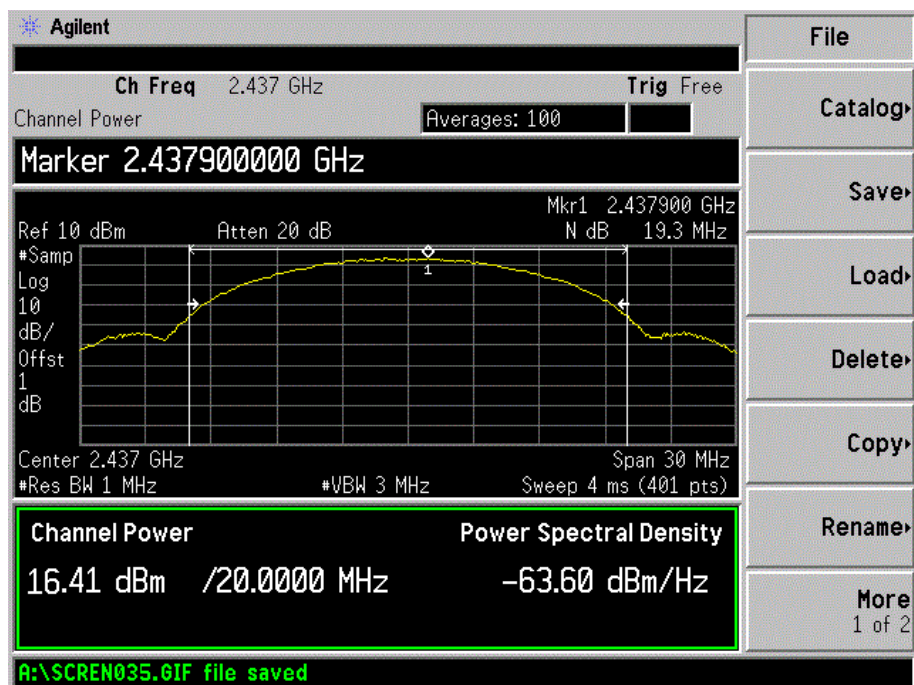 Agilent
Ch Freq 2.437 GHz Trig Free
Channel Power Averages: 100
Marker 2.437900000 GHz
Mkr1 2.437900 GHz
Ref 10 dBm Atten 20 dB N dB 19.3 MHz
#Samp
Log
10
dB/
Offst
1
dB
1
Center 2.437 GHz Span 30 MHz
#Res BW 1 MHz #VBW 3 MHz Sweep 4 ms (401 pts)
Channel Power Power Spectral Density
16.41 dBm /20.0000 MHz -63.60 dBm/Hz
A:\SCREN035.GIF file saved
File
Catalog
Save
Load
Delete
Copy
Rename
More
1 of 2